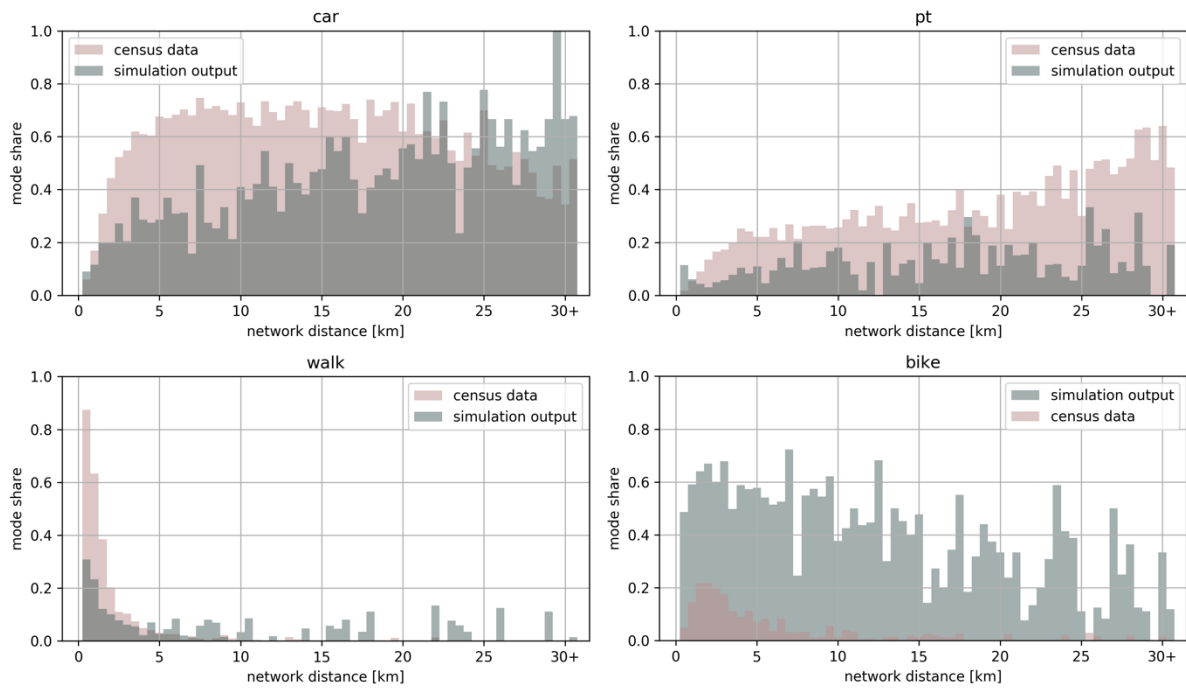 car
1.0
0.8
0.6
0.4
0.2
0.0
mode share
census data
simulation output
0 5 10 15 20 25 30+
network distance [km]
pt
1.0
0.8
0.6
0.4
0.2
0.0
mode share
census data
simulation output
0 5 10 15 20 25 30+
network distance [km]
walk
1.0
0.8
0.6
0.4
0.2
0.0
mode share
census data
simulation output
0 5 10 15 20 25 30+
network distance [km]
bike
1.0
0.8
0.6
0.4
0.2
0.0
mode share
simulation output
census data
0 5 10 15 20 25 30+
network distance [km]